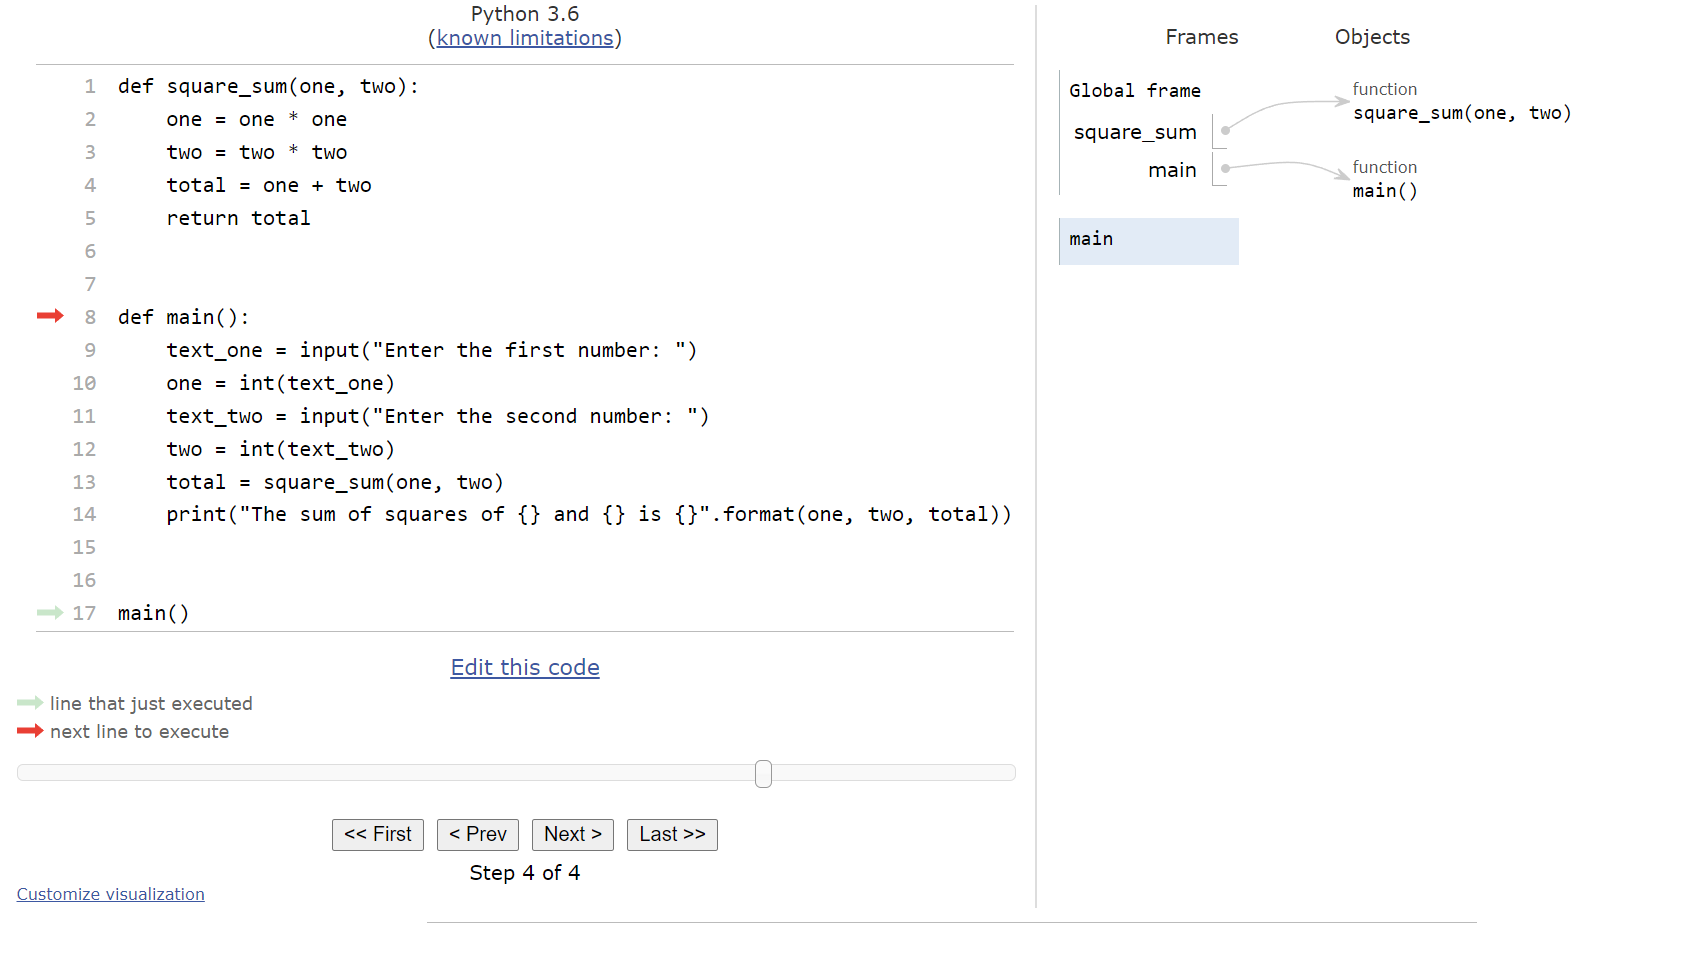 Python 3.6
(known limitations)
1 def square_sum(one, two):
2     one = one * one
3     two = two * two
4     total = one + two
5     return total
6
7
8 def main():
9     text_one = input("Enter the first number: ")
10     one = int(text_one)
11     text_two = input("Enter the second number: ")
12     two = int(text_two)
13     total = square_sum(one, two)
14     print("The sum of squares of {} and {} is {}".format(one, two, total))
15
16
17 main()
Edit this code
line that just executed
next line to execute
<< First < Prev Next > Last >>
Step 4 of 4
Customize visualization
Frames Objects
Global frame
square_sum
main
function
square_sum(one, two)
function
main()
main